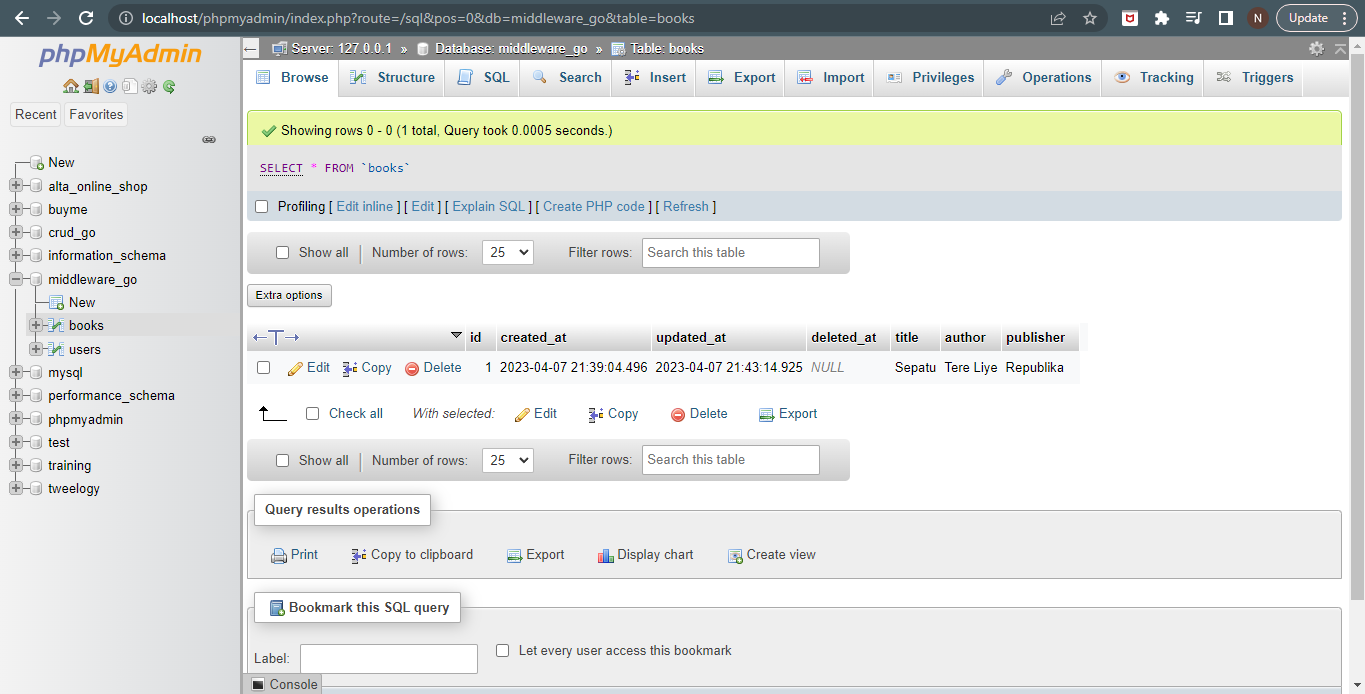 localhost/phpmyadmin/index.php?route=/sql&pos=0&db=middleware_go&table=books
N
Update
phpMyAdmin
Recent
Favorites
New
alta_online_shop
buyme
crud_go
information_schema
middleware_go
New
books
users
mysql
performance_schema
phpmyadmin
test
training
tweelogy
Server: 127.0.0.1 » Database: middleware_go » Table: books
Browse Structure SQL Search Insert Export Import Privileges Operations Tracking Triggers
Showing rows 0 - 0 (1 total, Query took 0.0005 seconds.)
SELECT * FROM `books`
Profiling [ Edit inline ] [ Edit ] [ Explain SQL ] [ Create PHP code ] [ Refresh ]
Show all Number of rows: 25 Filter rows: Search this table
Extra options
←T→ id created_at updated_at deleted_at title author publisher
Edit Copy Delete 1 2023-04-07 21:39:04.496 2023-04-07 21:43:14.925 NULL Sepatu Tere Liye Republika
Check all With selected: Edit Copy Delete Export
Show all Number of rows: 25 Filter rows: Search this table
Query results operations
Print Copy to clipboard Export Display chart Create view
Bookmark this SQL query
Label: Let every user access this bookmark
Console